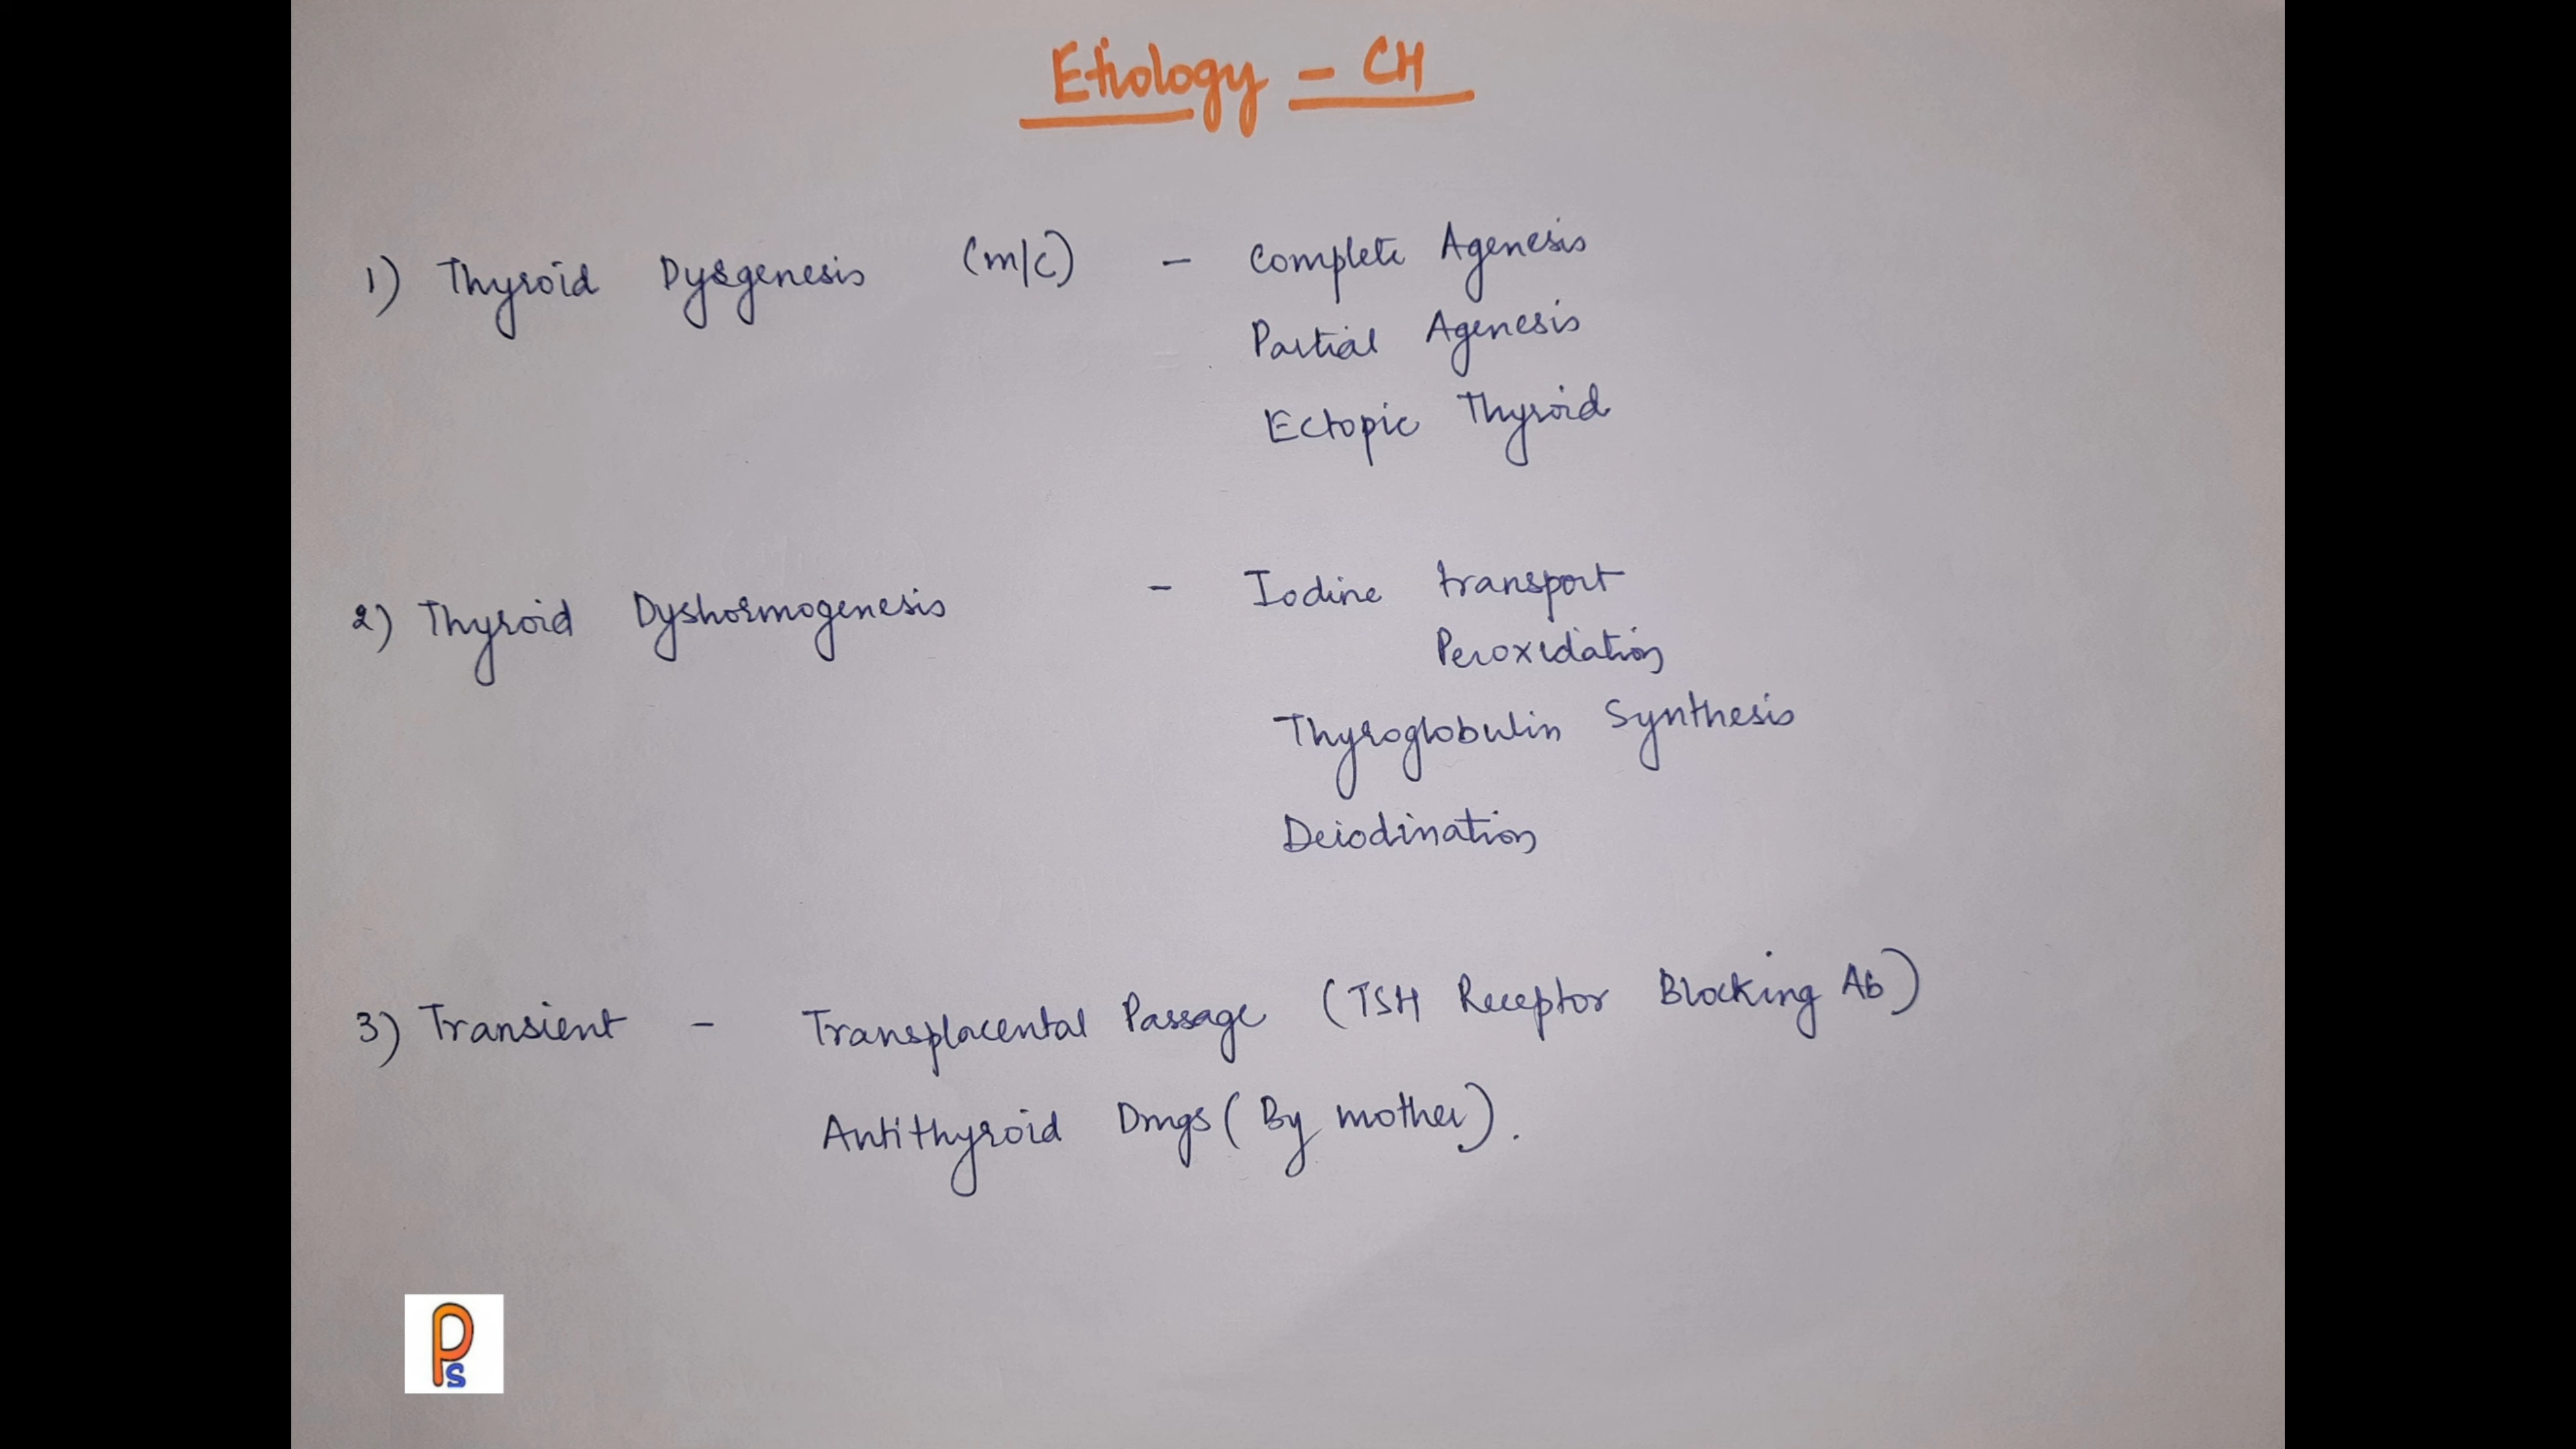 Etiology - CH
1) Thyroid Dysgenesis (m/c) - Complete Agenesis
Partial Agenesis
Ectopic Thyroid
2) Thyroid Dyshormogenesis - Iodine transport
Peroxidation
Thyroglobulin Synthesis
Deiodination
3) Transient - Transplacental Passage (TSH Receptor Blocking Ab)
Antithyroid Drugs (By mother).
Ps